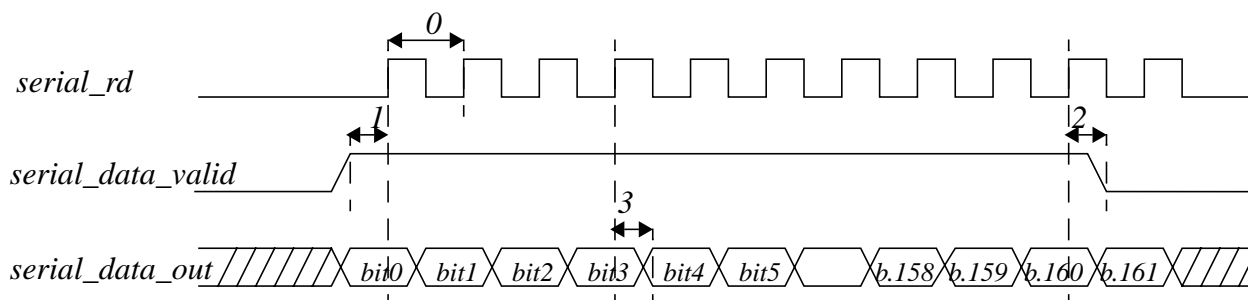 0
serial_rd
1 2
serial_data_valid
3
serial_data_out bit0 bit1 bit2 bit3 bit4 bit5 b.158 b.159 b.160 b.161